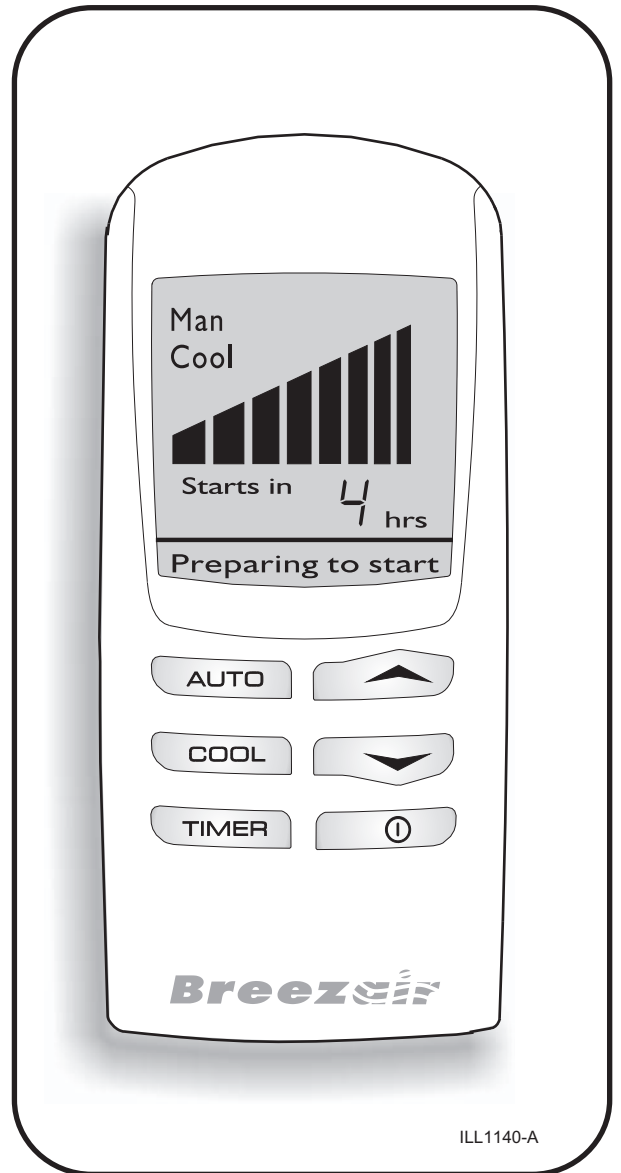 Man
Cool
Starts in 4 hrs
Preparing to start
AUTO
COOL
TIMER
Breezair
ILL1140-A